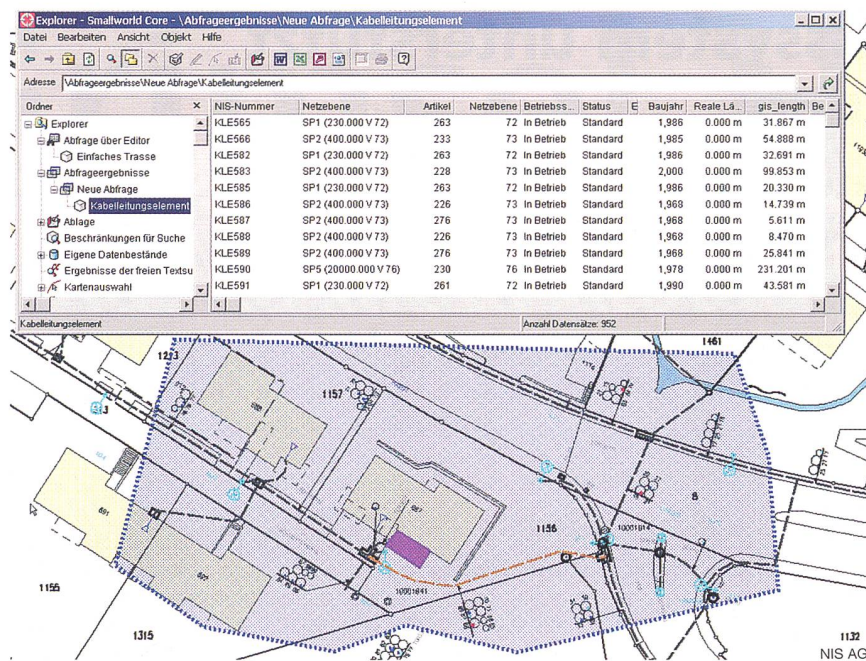 Explorer - Smallworld Core - \Abfrageergebnisse\Neue Abfrage\Kabelleitungselement
Datei Bearbeiten Ansicht Objekt Hilfe
Adresse \Abfrageergebnisse\Neue Abfrage\Kabelleitungselement
Ordner
Explorer
Abfrage über Editor
Einfaches Trasse
Abfrageergebnisse
Neue Abfrage
Kabelleitungselement
Ablage
Beschränkungen für Suche
Eigene Datenbestände
Ergebnisse der freien Textsu
Kartenauswahl
NIS-Nummer Netzebene Artikel Netzebene Betriebss... Status E Baujahr Reale Lä... gis_length Be
KLE565 SP1 (230.000 V 72) 263 72 In Betrieb Standard 1,986 0.000 m 31.867 m
KLE566 SP2 (400.000 V 73) 233 73 In Betrieb Standard 1,985 0.000 m 54.888 m
KLE582 SP1 (230.000 V 72) 263 72 In Betrieb Standard 1,986 0.000 m 32.691 m
KLE583 SP2 (400.000 V 73) 228 73 In Betrieb Standard 2,000 0.000 m 99.853 m
KLE585 SP1 (230.000 V 72) 263 72 In Betrieb Standard 1,986 0.000 m 20.330 m
KLE586 SP2 (400.000 V 73) 226 73 In Betrieb Standard 1,968 0.000 m 14.739 m
KLE587 SP2 (400.000 V 73) 276 73 In Betrieb Standard 1,968 0.000 m 5.611 m
KLE588 SP2 (400.000 V 73) 226 73 In Betrieb Standard 1,968 0.000 m 8.470 m
KLE589 SP2 (400.000 V 73) 276 73 In Betrieb Standard 1,968 0.000 m 25.841 m
KLE590 SP5 (20000.000 V 76) 230 76 In Betrieb Standard 1,978 0.000 m 231.201 m
KLE591 SP1 (230.000 V 72) 261 72 In Betrieb Standard 1,990 0.000 m 43.581 m
Kabelleitungselement Anzahl Datensätze: 952
1461
1157
1156
10001614
6
691
1155
10001641
1315
1132
NIS AG